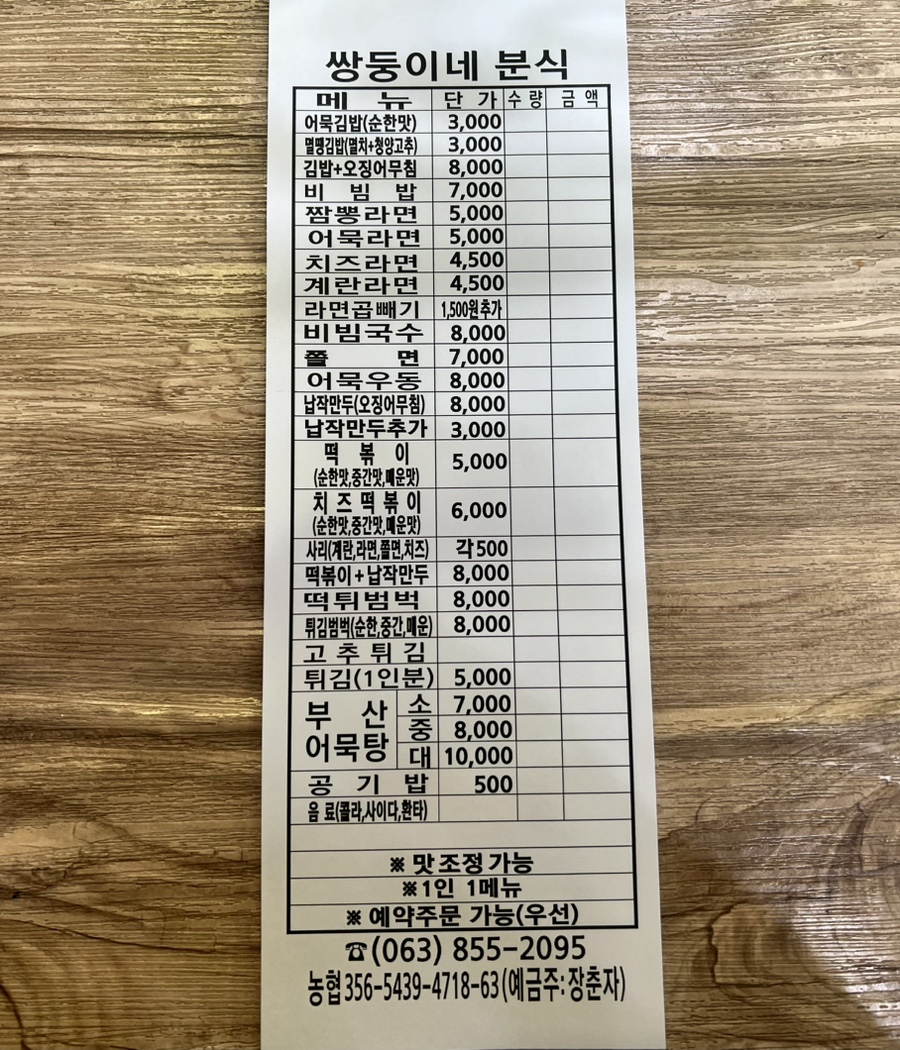 쌍둥이네 분식
메 뉴 단 가 수 량 금 액
어묵김밥(순한맛) 3,000
멸땡김밥(멸치+청양고추) 3,000
김밥+오징어무침 8,000
비 빔 밥 7,000
짬뽕라면 5,000
어묵라면 5,000
치즈라면 4,500
계란라면 4,500
라면곱빼기 1,500원추가
비빔국수 8,000
쫄 면 7,000
어묵우동 8,000
납작만두(오징어무침) 8,000
납작만두추가 3,000
떡 볶 이 5,000
(순한맛,중간맛,매운맛)
치 즈 떡 볶 이 6,000
(순한맛,중간맛,매운맛)
사리(계란,라면,쫄면,치즈) 각500
떡볶이+납작만두 8,000
떡튀범벅 8,000
튀김범벅(순한,중간,매운) 8,000
고 추 튀 김
튀김(1인분) 5,000
부 산 어묵탕 소 7,000
중 8,000
대 10,000
공 기 밥 500
음 료(콜라,사이다,환타)
※ 맛조정가능
※1인 1메뉴
※ 예약주문 가능(우선)
☎(063) 855-2095
농협356-5439-4718-63(예금주:장춘자)